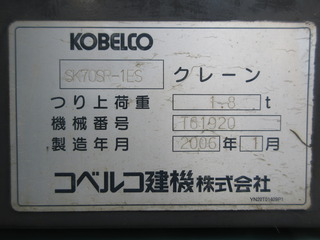 KOBELCO
SK70SR-1ES クレーン
つり上荷重 1.8 t
機械番号
製造年月 2006 年 1 月
コベルコ建機株式会社